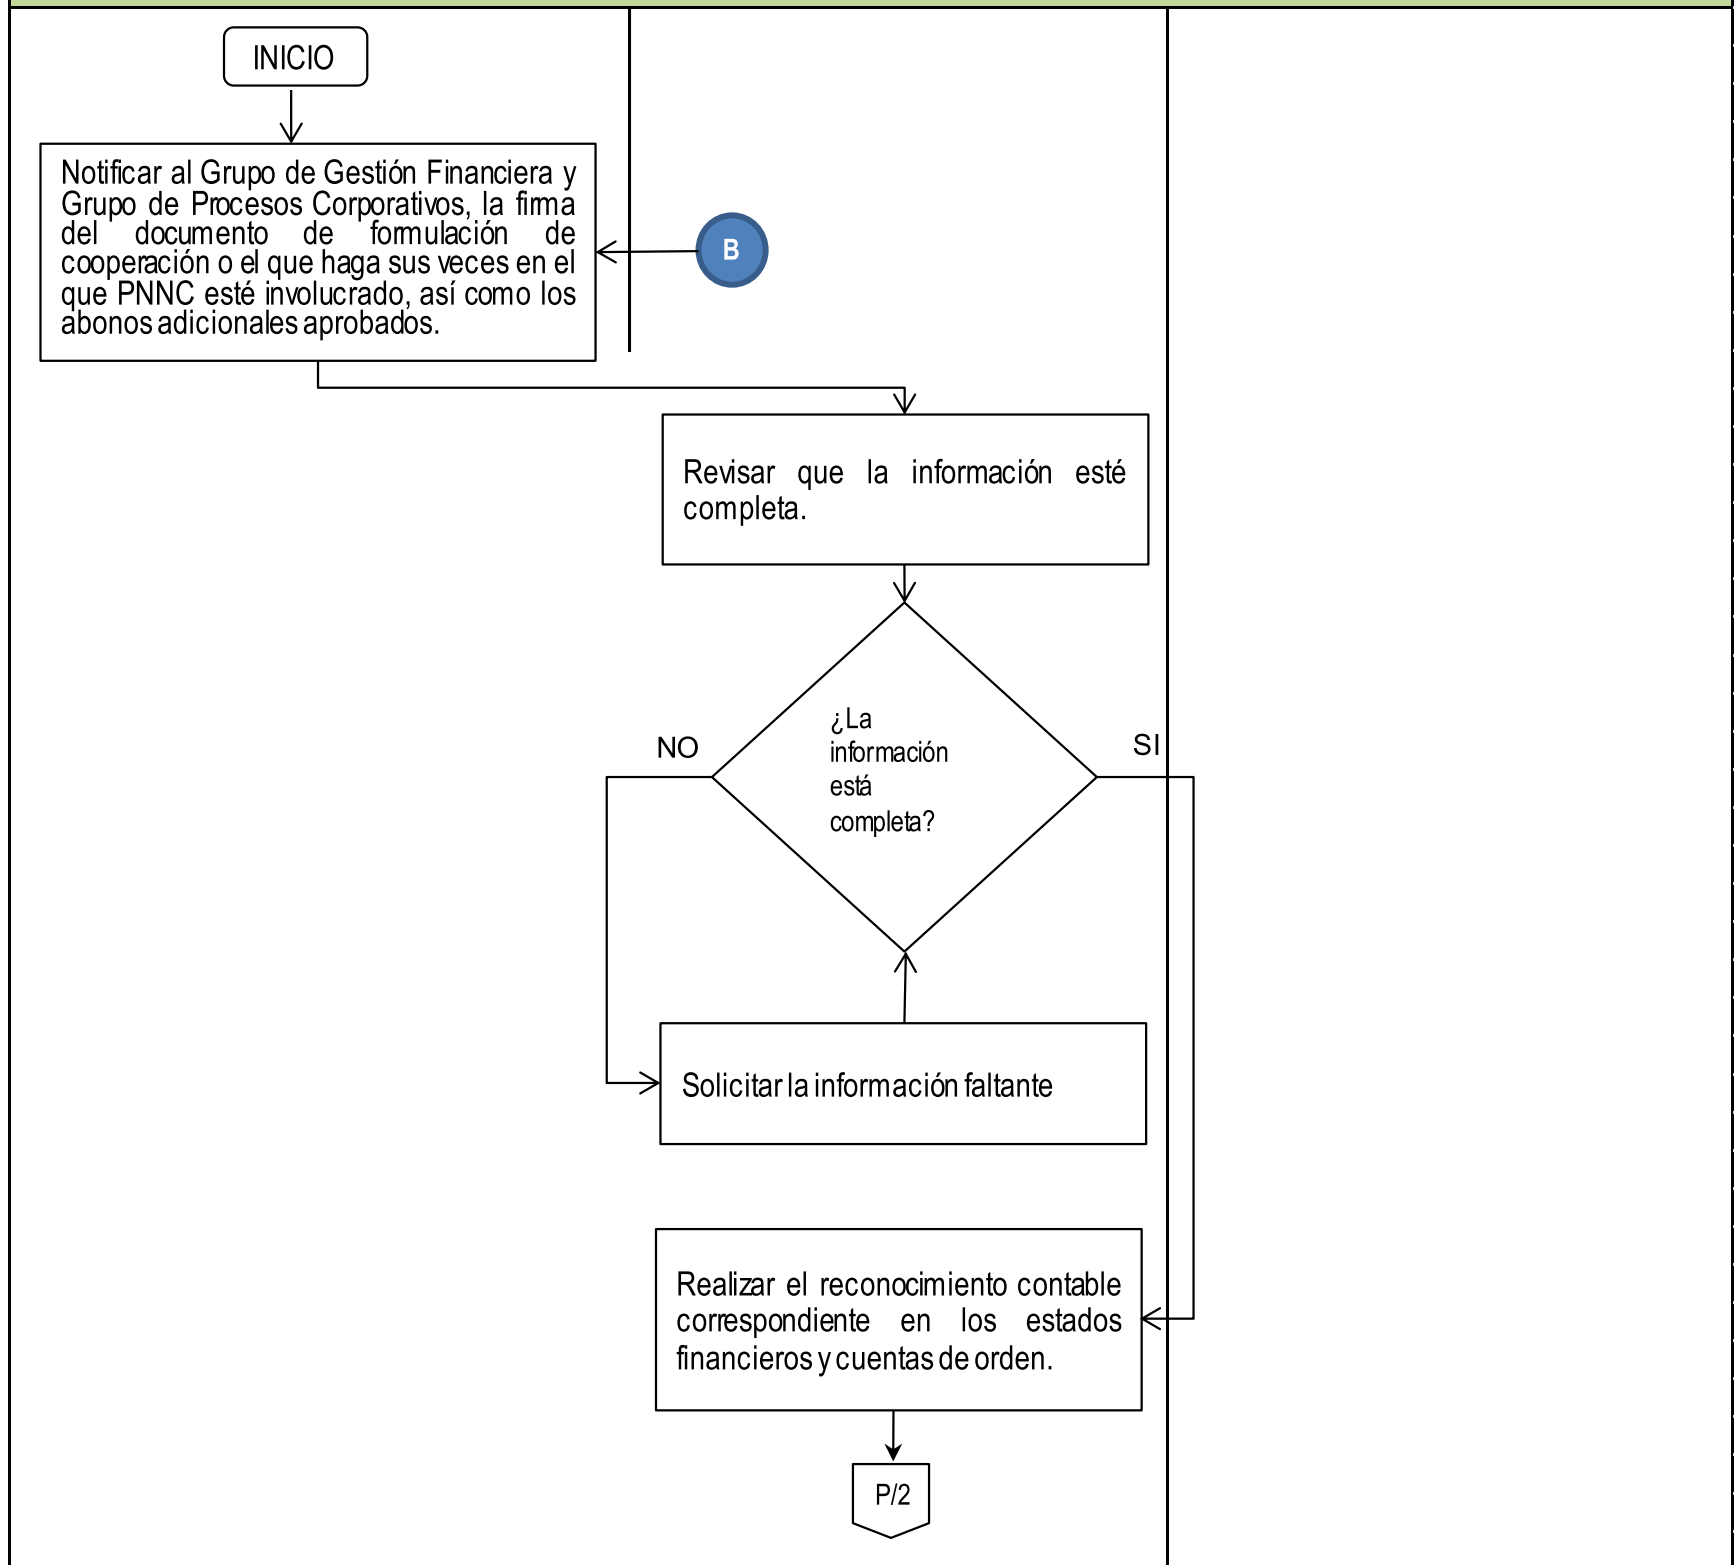 INICIO
Notificar al Grupo de Gestión Financiera y
Grupo de Procesos Corporativos, la firma
del documento de formulación de
cooperación o el que haga sus veces en el
que PNNC esté involucrado, así como los
abonos adicionales aprobados.
B
Revisar que la información esté
completa.
¿La
información
está
completa?
NO
SI
Solicitar la información faltante
Realizar el reconocimiento contable
correspondiente en los estados
financieros y cuentas de orden.
P/2